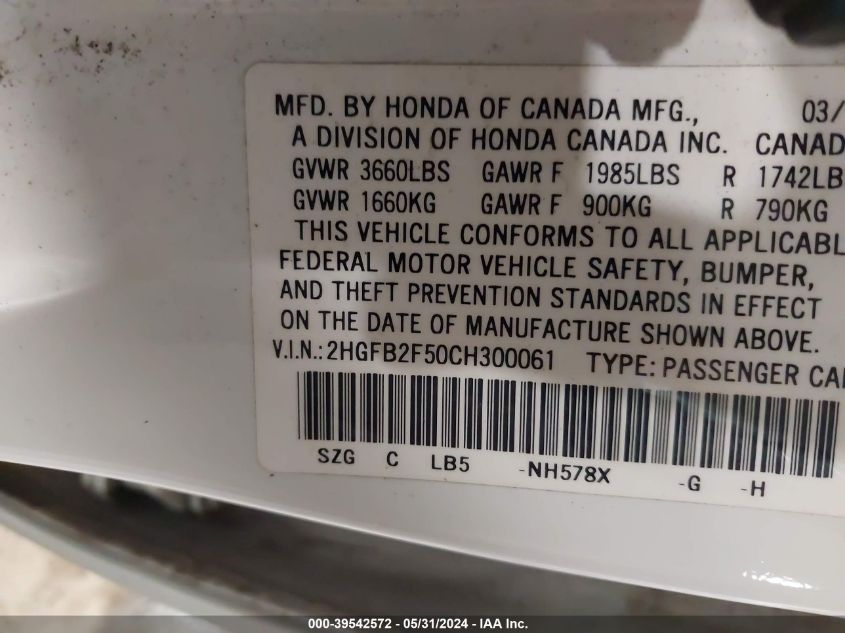 MFD. BY HONDA OF CANADA MFG., 03/
A DIVISION OF HONDA CANADA INC. CANAD
GVWR 3660LBS GAWR F 1985LBS R 1742LB
GVWR 1660KG GAWR F 900KG R 790KG
THIS VEHICLE CONFORMS TO ALL APPLICABL
FEDERAL MOTOR VEHICLE SAFETY, BUMPER,
AND THEFT PREVENTION STANDARDS IN EFFECT
ON THE DATE OF MANUFACTURE SHOWN ABOVE.
V.I.N.: 2HGFB2F50CH300061 TYPE: PASSENGER CA
SZG C LB5 -NH578X -G -H
000-39542572 - 05/31/2024 - IAA Inc.